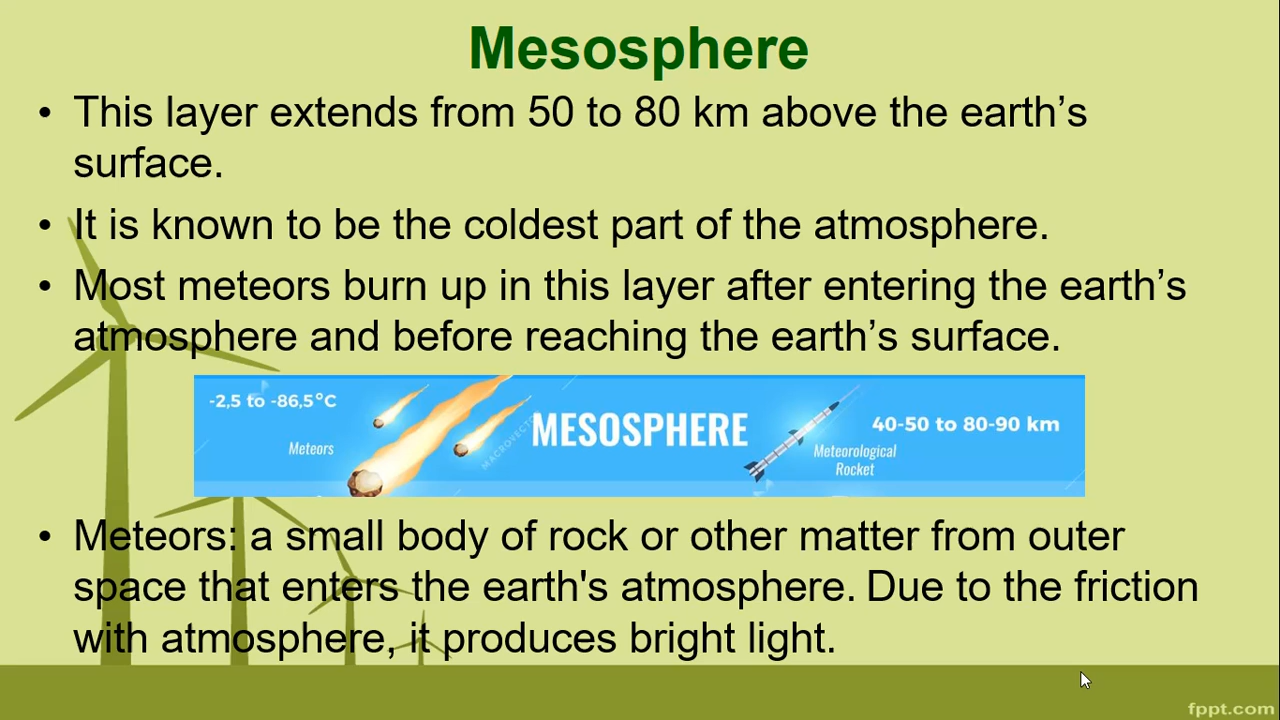 Mesosphere
• This layer extends from 50 to 80 km above the earth’s
surface.
• It is known to be the coldest part of the atmosphere.
• Most meteors burn up in this layer after entering the earth’s
atmosphere and before reaching the earth’s surface.
-2,5 to -86,5°C
Meteors
MACROVECTOR
MESOSPHERE
Meteorological
Rocket
40-50 to 80-90 km
• Meteors: a small body of rock or other matter from outer
space that enters the earth's atmosphere. Due to the friction
with atmosphere, it produces bright light.
fppt.com